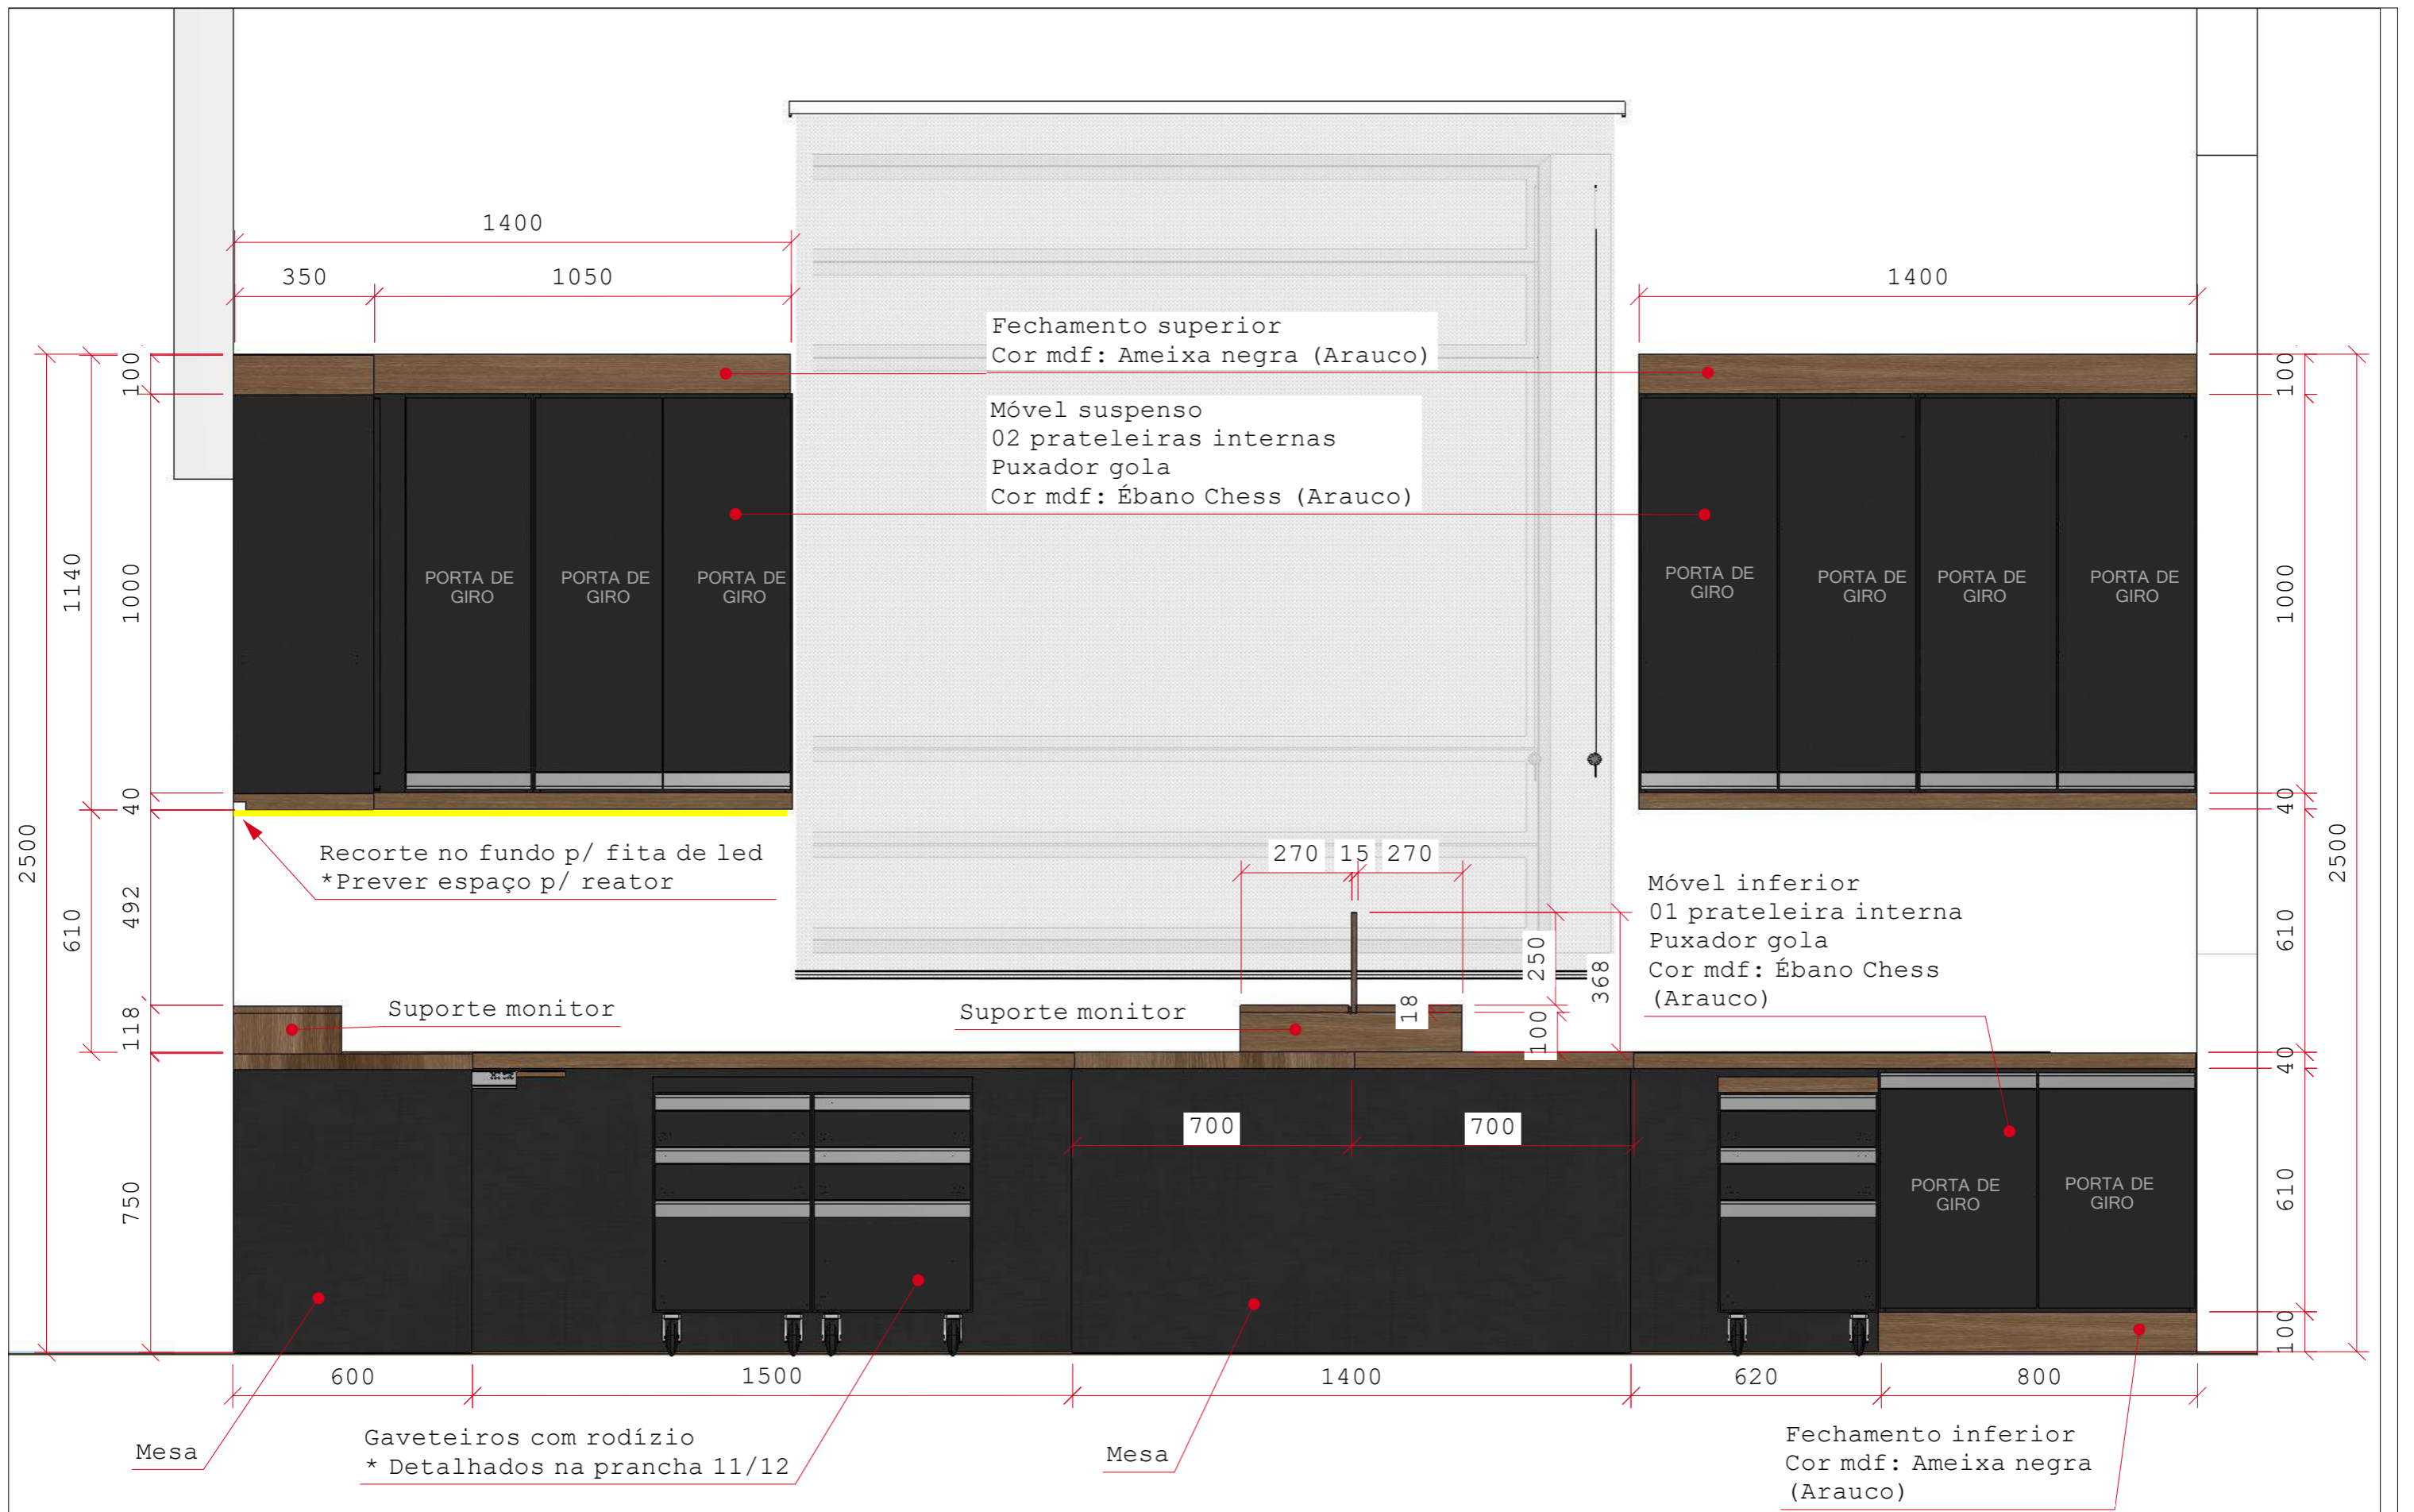 1400
350
1050
1400
Fechamento superior
Cor mdf: Ameixa negra (Arauco)
Móvel suspenso
02 prateleiras internas
Puxador gola
Cor mdf: Ébano Chess (Arauco)
100
1140
1000
40
2500
492
610
118
750
PORTA DE
GIRO
PORTA DE
GIRO
PORTA DE
GIRO
PORTA DE
GIRO
PORTA DE
GIRO
PORTA DE
GIRO
PORTA DE
GIRO
100
1000
40
2500
610
40
610
100
Recorte no fundo p/ fita de led
*Prever espaço p/ reator
270
15
270
250
368
18
100
Móvel inferior
01 prateleira interna
Puxador gola
Cor mdf: Ébano Chess
(Arauco)
Suporte monitor
Suporte monitor
700
700
PORTA DE
GIRO
PORTA DE
GIRO
600
1500
1400
620
800
Mesa
Gaveteiros com rodízio
* Detalhados na prancha 11/12
Mesa
Fechamento inferior
Cor mdf: Ameixa negra
(Arauco)